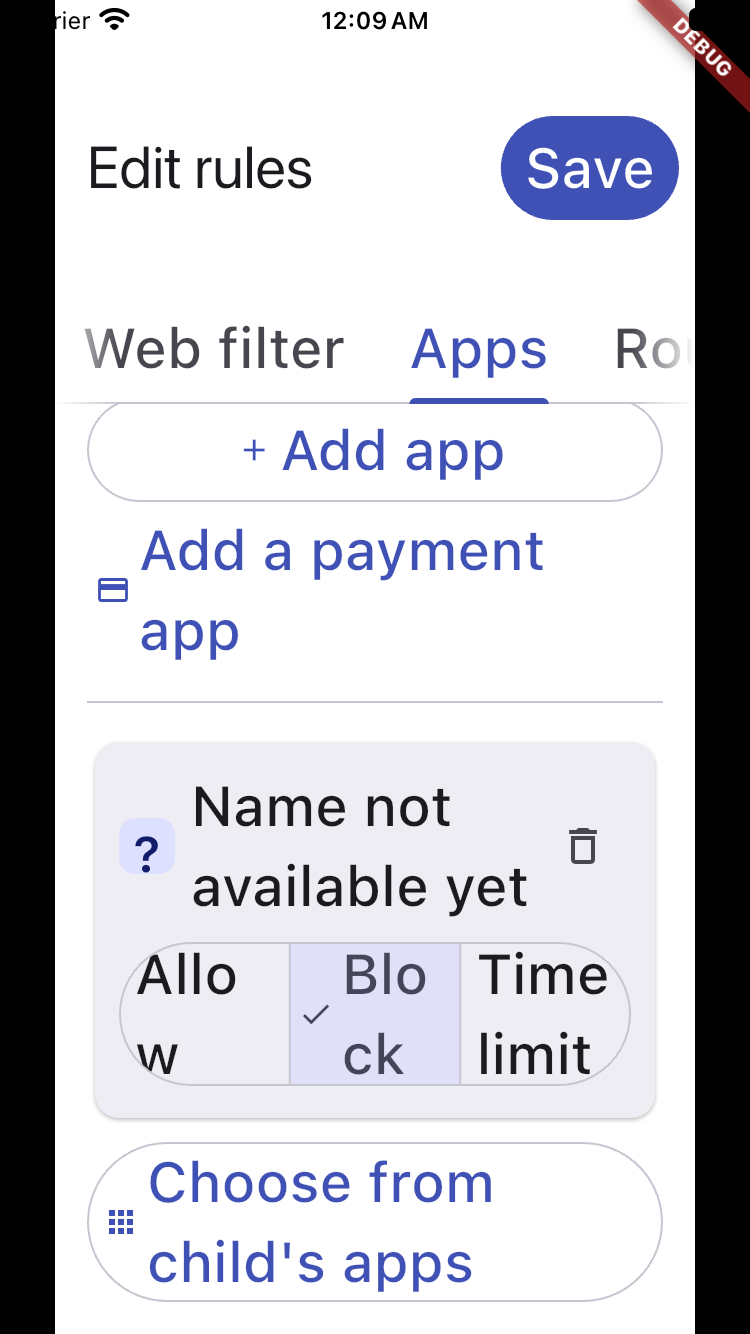 rier 12:09 AM
DEBUG
Edit rules
Save
Web filter Apps Ro
+ Add app
Add a payment
app
?
Name not
available yet
Allo
w
Blo
ck
Time
limit
Choose from
child's apps